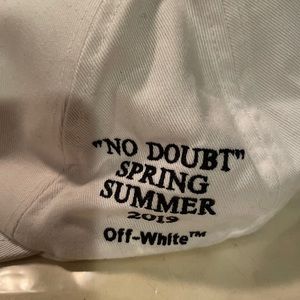 "NO DOUBT"
SPRING
SUMMER
2019
Off-White™